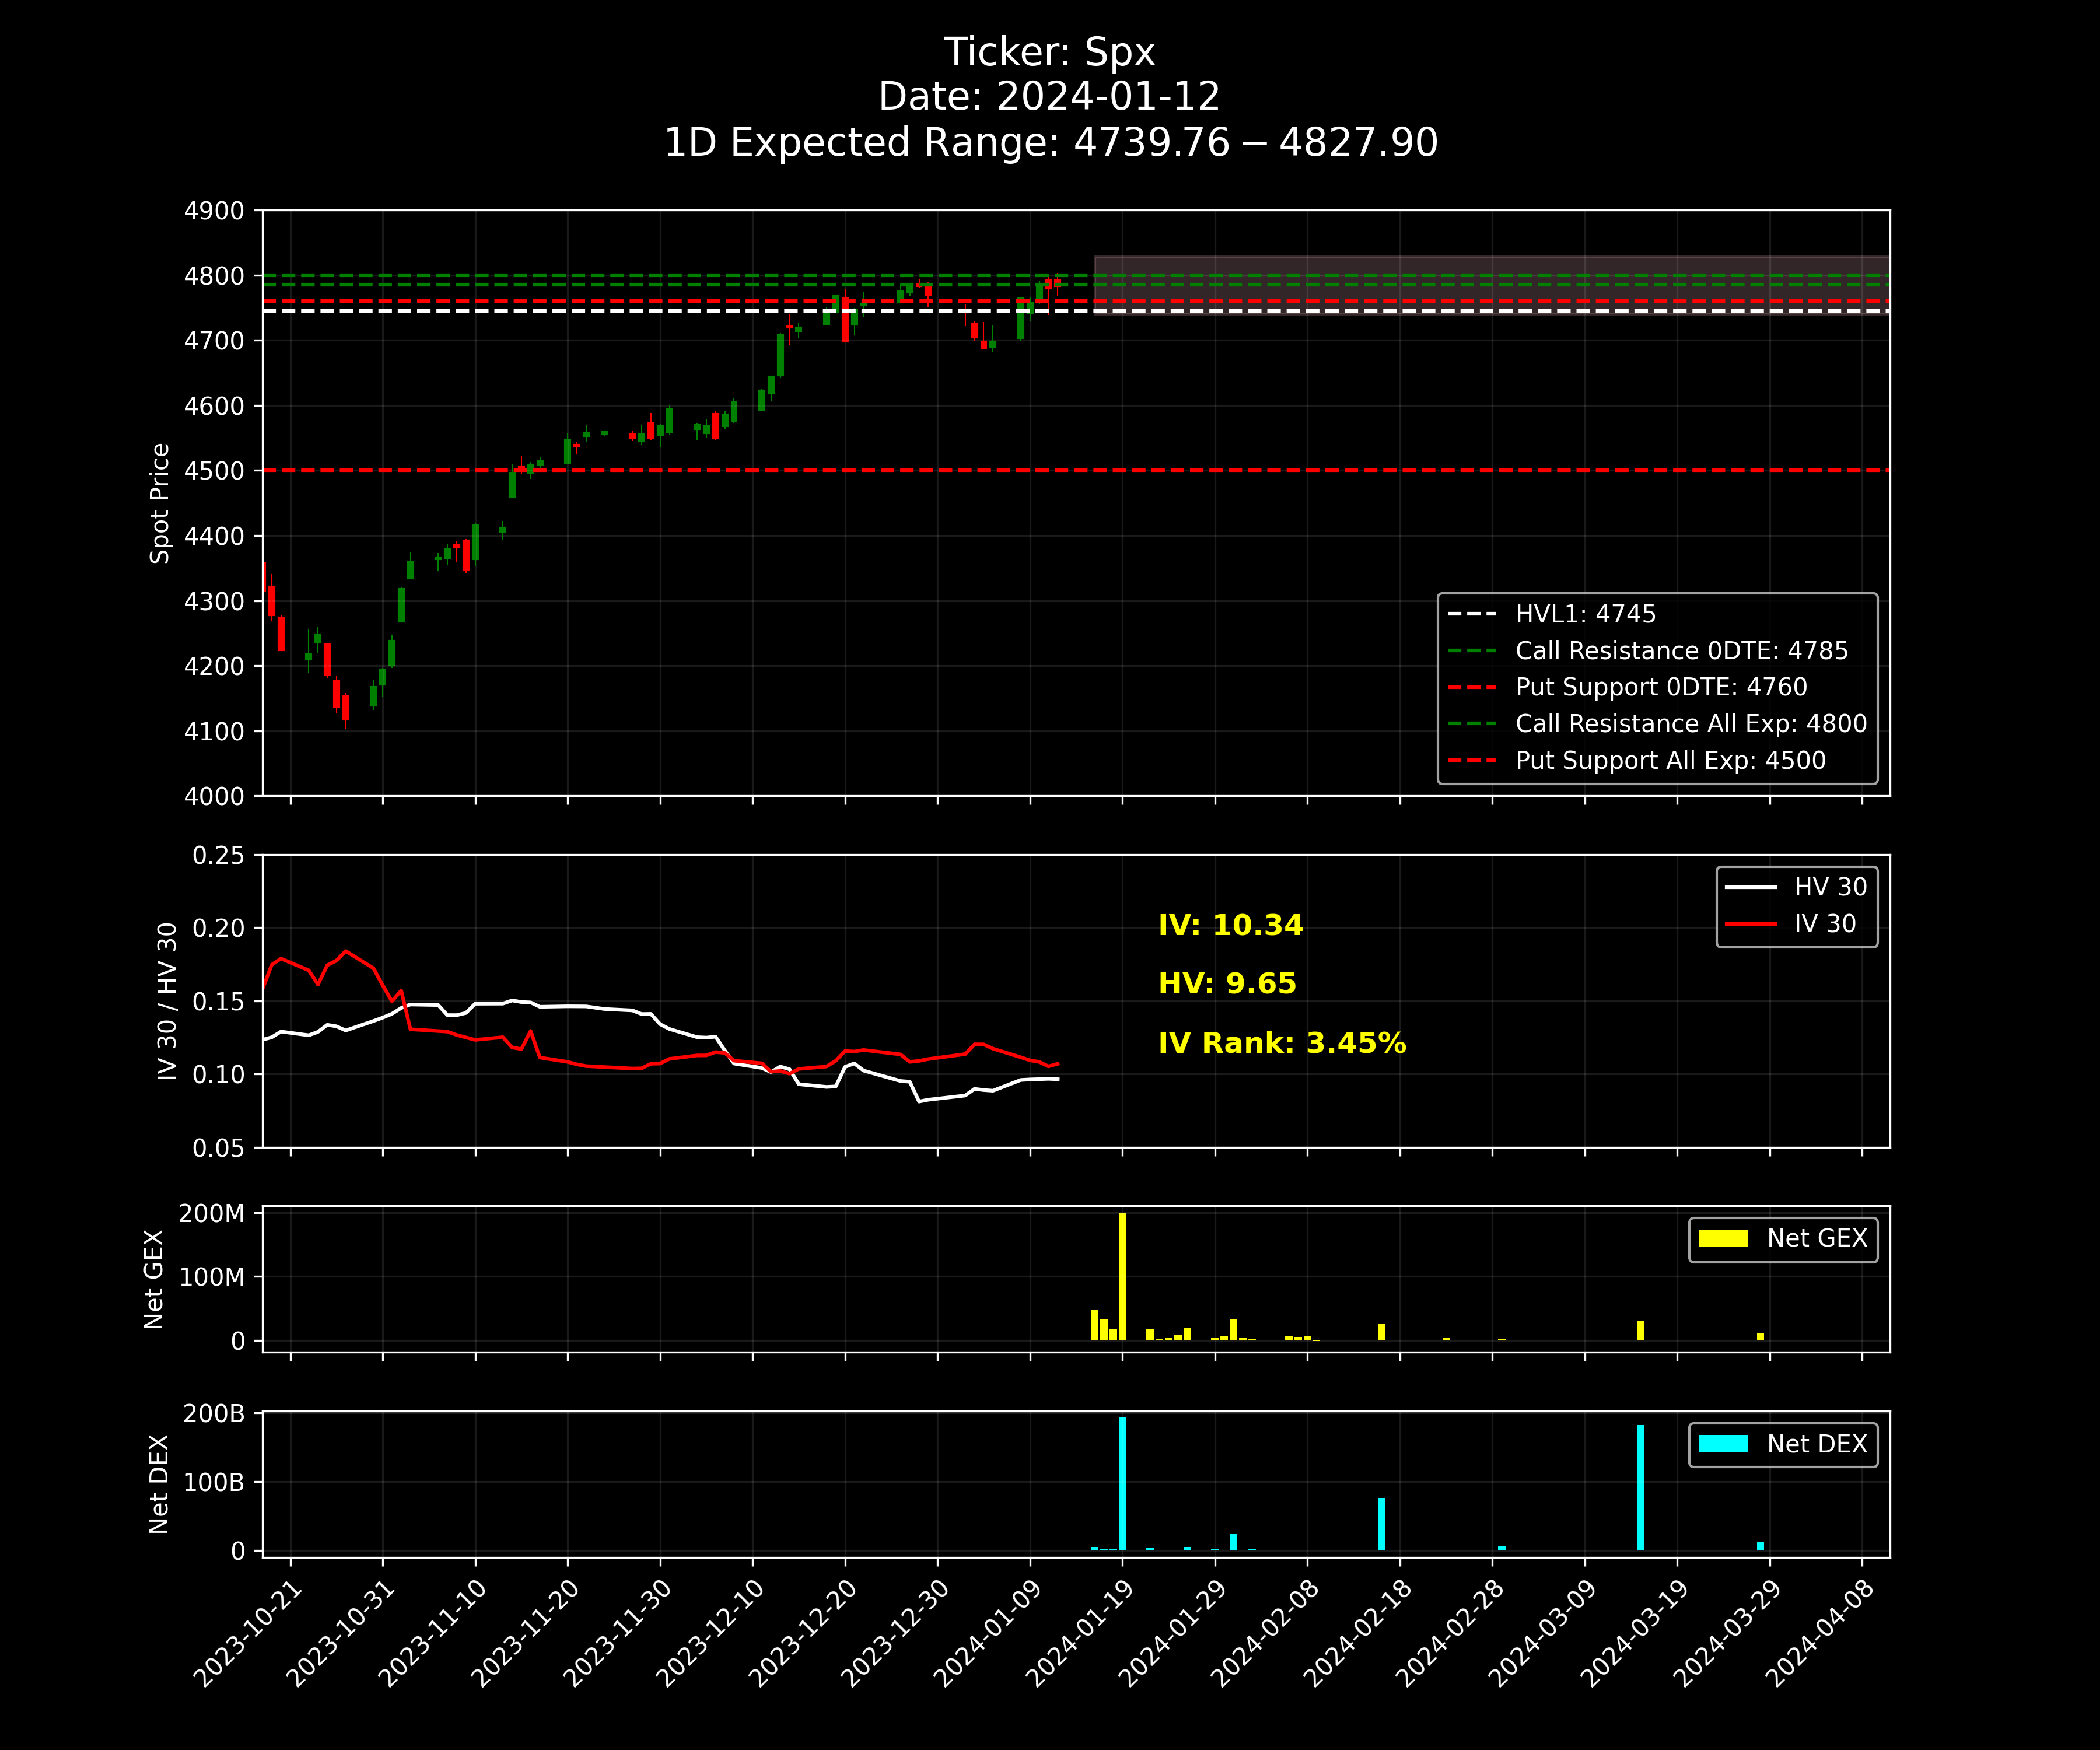 Ticker: Spx
Date: 2024-01-12
1D Expected Range: 4739.76 − 4827.90
4900
4800
4700
4600
4500
4400
4300
4200
4100
4000
Spot Price
HVL1: 4745
Call Resistance 0DTE: 4785
Put Support 0DTE: 4760
Call Resistance All Exp: 4800
Put Support All Exp: 4500
0.25
0.20
0.15
0.10
0.05
IV 30 / HV 30
IV: 10.34
HV: 9.65
IV Rank: 3.45%
HV 30
IV 30
200M
100M
0
Net GEX
Net GEX
200B
100B
0
Net DEX
Net DEX
2023-10-21
2023-10-31
2023-11-10
2023-11-20
2023-11-30
2023-12-10
2023-12-20
2023-12-30
2024-01-09
2024-01-19
2024-01-29
2024-02-08
2024-02-18
2024-02-28
2024-03-09
2024-03-19
2024-03-29
2024-04-08